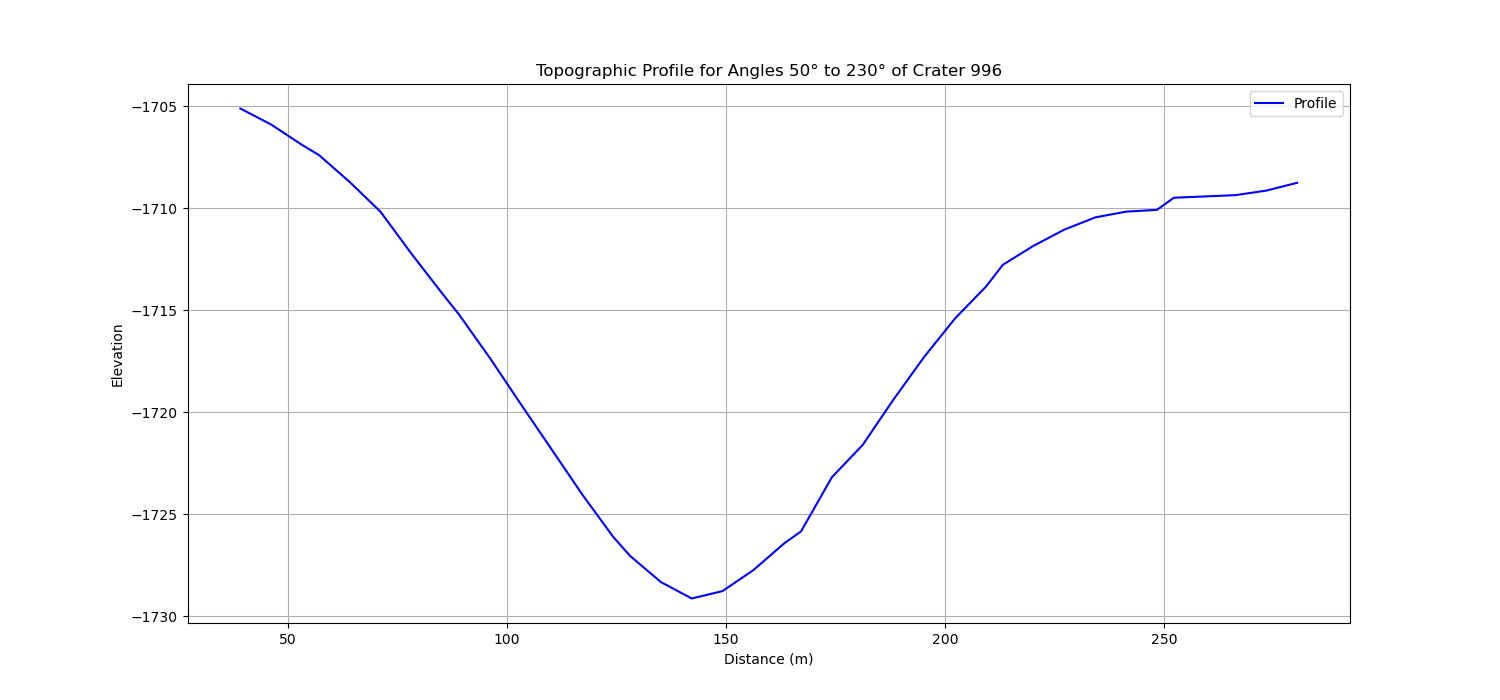 Topographic Profile for Angles 50° to 230° of Crater 996
Profile
−1705
−1710
−1715
−1720
−1725
−1730
Elevation
50
100
150
200
250
Distance (m)